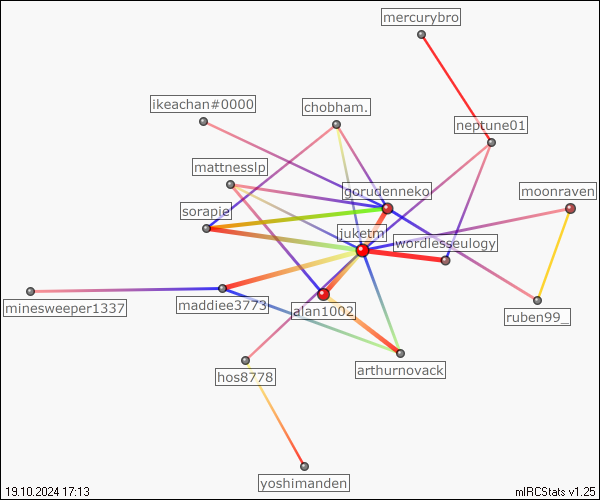 mercurybro
ikeachan#0000
chobham.
neptune01
mattnesslp
gorudenneko
moonraven
sorapie
juketm
wordlesseulogy
maddiee3773
minesweeper1337
alan1002
ruben99_
hos8778
arthurnovack
yoshimanden
19.10.2024 17:13
mIRCStats v1.25